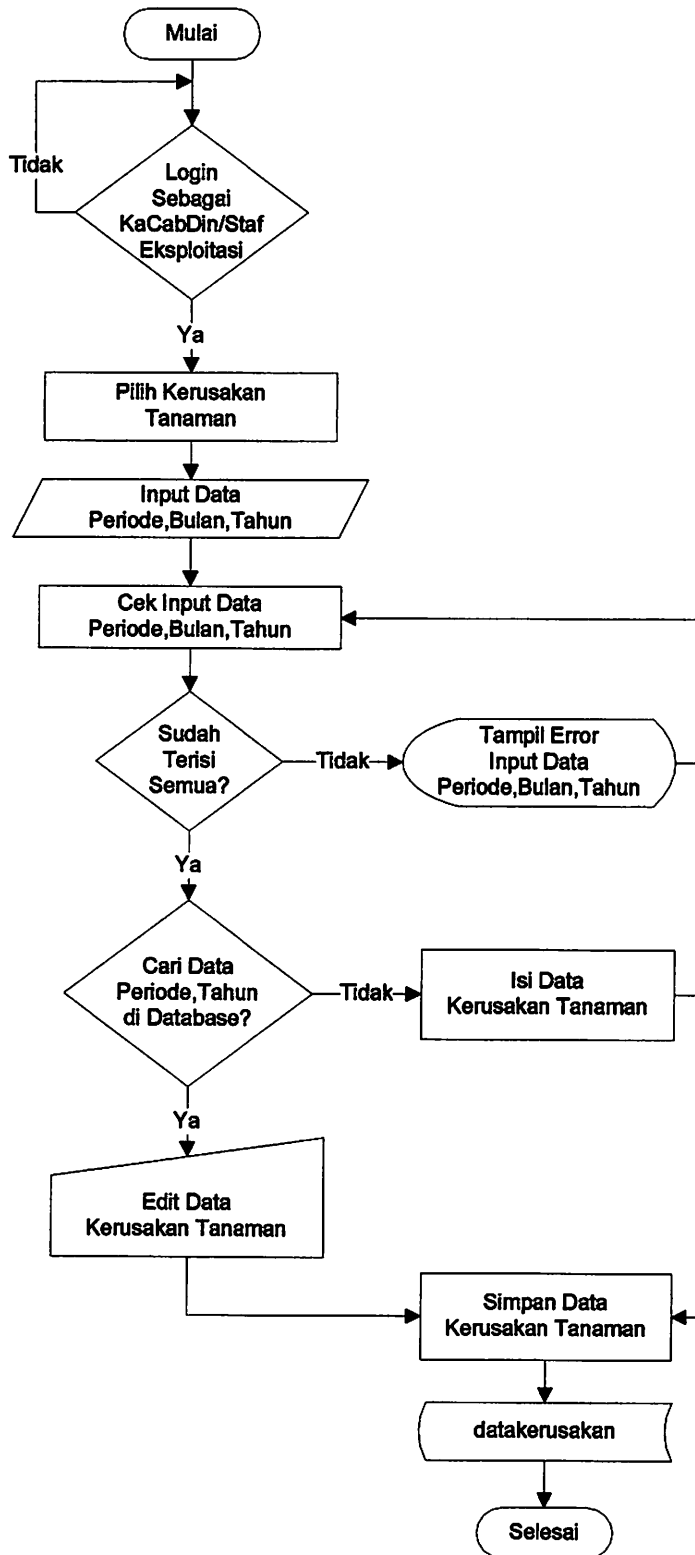 Mulai
Tidak
Login
Sebagai
KaCabDin/Staf
Eksploitasi
Ya
Pilih Kerusakan
Tanaman
Input Data
Periode,Bulan,Tahun
Cek Input Data
Periode,Bulan,Tahun
Sudah
Terisi
Semua?
Tidak
Tampil Error
Input Data
Periode,Bulan,Tahun
Ya
Cari Data
Periode,Tahun
di Database?
Tidak
Isi Data
Kerusakan Tanaman
Ya
Edit Data
Kerusakan Tanaman
Simpan Data
Kerusakan Tanaman
datakerusakan
Selesai